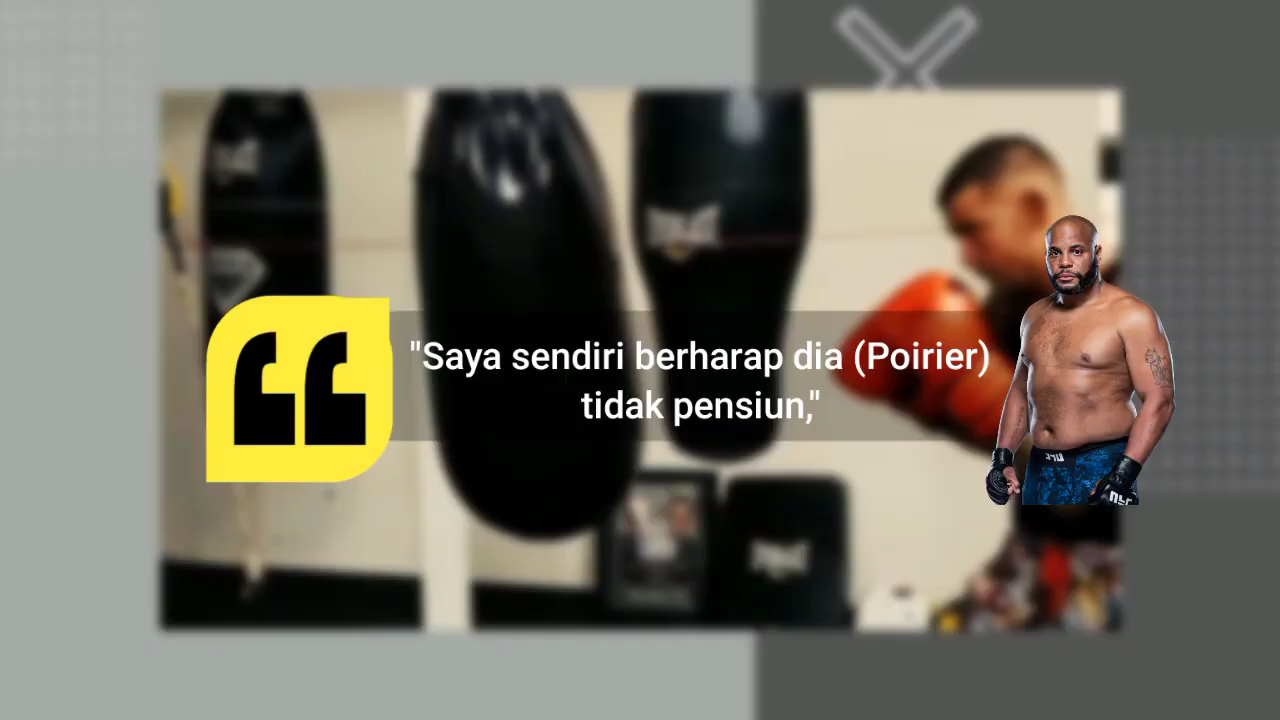 "Saya sendiri berharap dia (Poirier)
tidak pensiun,"